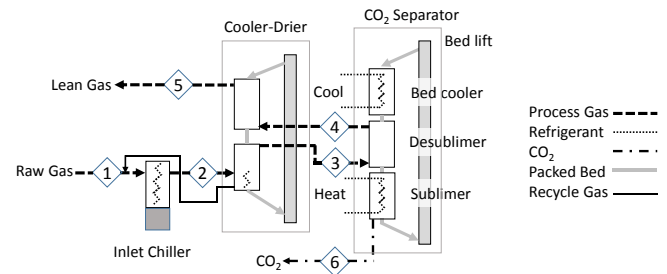 Cooler-Drier
CO₂ Separator
Bed lift
Lean Gas
5
Cool
Bed cooler
4
Desublimer
Raw Gas
1
2
3
Heat
Sublimer
Inlet Chiller
CO₂
6
Process Gas
Refrigerant
CO₂
Packed Bed
Recycle Gas